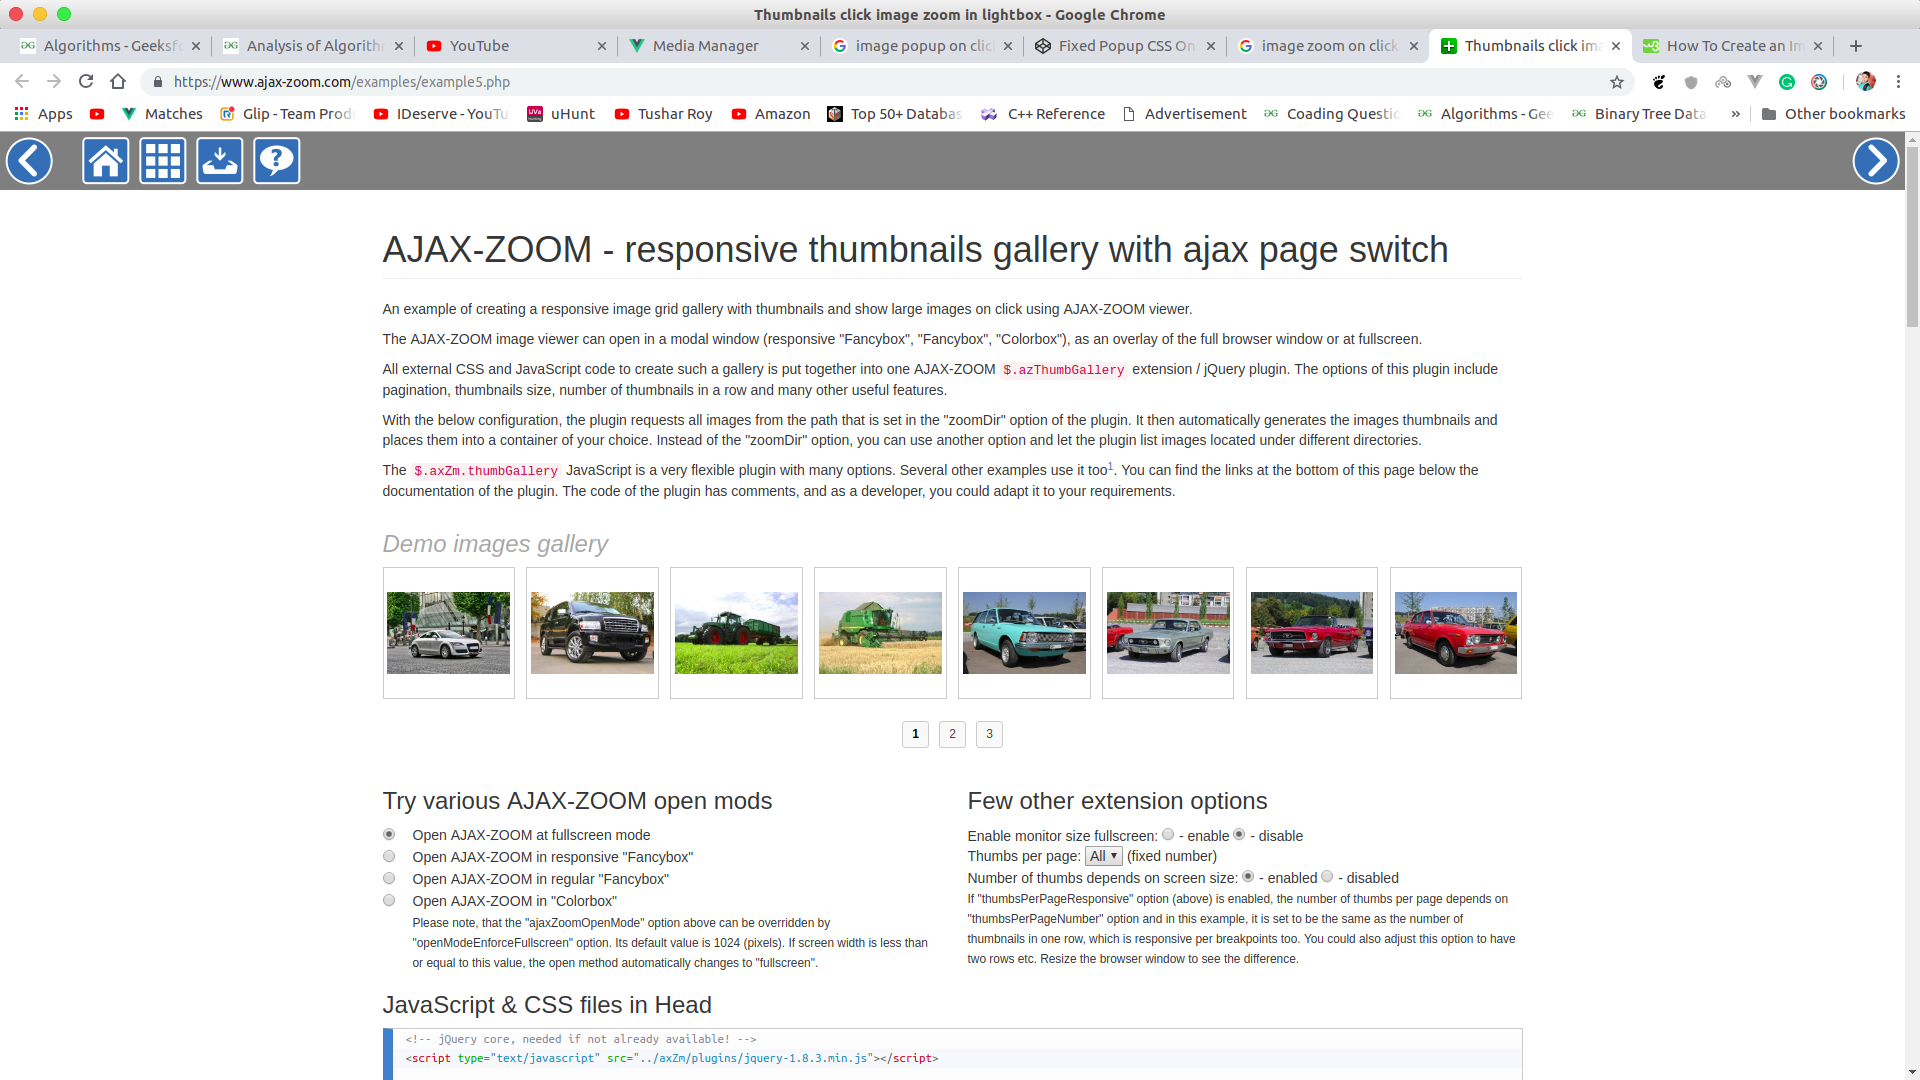 Thumbnails click image zoom in lightbox - Google Chrome
Algorithms - Geeksf
Analysis of Algorith
YouTube
Media Manager
image popup on clic
Fixed Popup CSS On
image zoom on click
Thumbnails click ima
How To Create an Im
https://www.ajax-zoom.com/examples/example5.php
Apps
Matches
Glip - Team Prod
IDeserve - YouTu
uHunt
Tushar Roy
Amazon
Top 50+ Databas
C++ Reference
Advertisement
Coading Questic
Algorithms - Gee
Binary Tree Data
»
Other bookmarks
AJAX-ZOOM - responsive thumbnails gallery with ajax page switch
An example of creating a responsive image grid gallery with thumbnails and show large images on click using AJAX-ZOOM viewer.
The AJAX-ZOOM image viewer can open in a modal window (responsive "Fancybox", "Fancybox", "Colorbox"), as an overlay of the full browser window or at fullscreen.
All external CSS and JavaScript code to create such a gallery is put together into one AJAX-ZOOM $.azThumbGallery extension / jQuery plugin. The options of this plugin include
pagination, thumbnails size, number of thumbnails in a row and many other useful features.
With the below configuration, the plugin requests all images from the path that is set in the "zoomDir" option of the plugin. It then automatically generates the images thumbnails and
places them into a container of your choice. Instead of the "zoomDir" option, you can use another option and let the plugin list images located under different directories.
The $.axZm.thumbGallery JavaScript is a very flexible plugin with many options. Several other examples use it too1. You can find the links at the bottom of this page below the
documentation of the plugin. The code of the plugin has comments, and as a developer, you could adapt it to your requirements.
Demo images gallery
1 2 3
Try various AJAX-ZOOM open mods
Open AJAX-ZOOM at fullscreen mode
Open AJAX-ZOOM in responsive "Fancybox"
Open AJAX-ZOOM in regular "Fancybox"
Open AJAX-ZOOM in "Colorbox"
Please note, that the "ajaxZoomOpenMode" option above can be overridden by
"openModeEnforceFullscreen" option. Its default value is 1024 (pixels). If screen width is less than
or equal to this value, the open method automatically changes to "fullscreen".
Few other extension options
Enable monitor size fullscreen: - enable - disable
Thumbs per page: All (fixed number)
Number of thumbs depends on screen size: - enabled - disabled
If "thumbsPerPageResponsive" option (above) is enabled, the number of thumbs per page depends on
"thumbsPerPageNumber" option and in this example, it is set to be the same as the number of
thumbnails in one row, which is responsive per breakpoints too. You could also adjust this option to have
two rows etc. Resize the browser window to see the difference.
JavaScript & CSS files in Head
<!-- jQuery core, needed if not already available! -->
<script type="text/javascript" src="../axZm/plugins/jquery-1.8.3.min.js"></script>